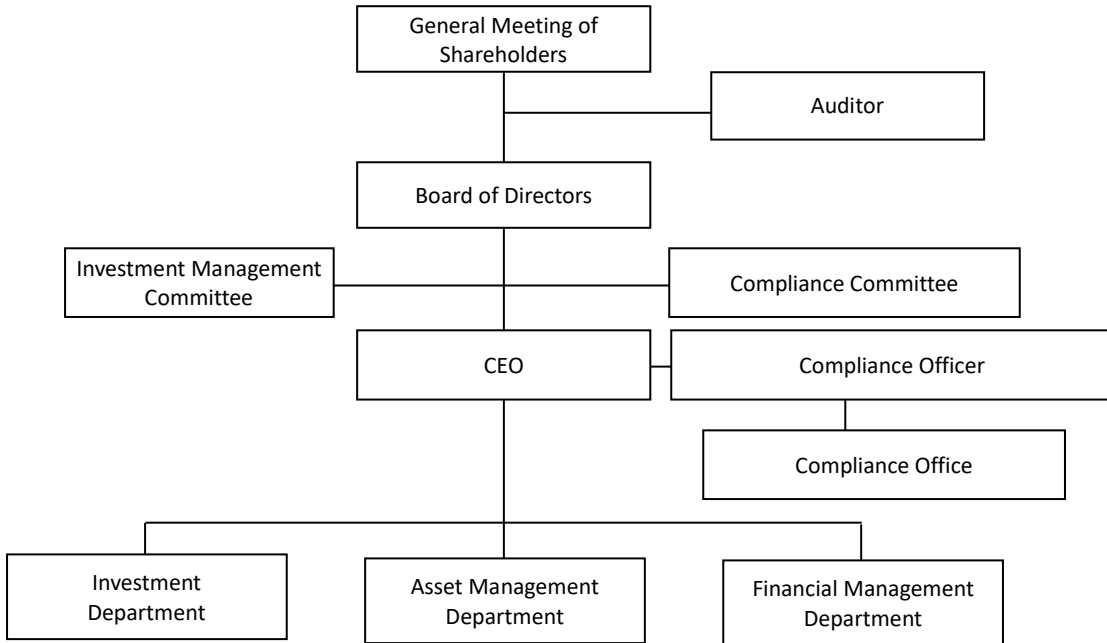 General Meeting of
Shareholders
Auditor
Board of Directors
Investment Management
Committee
Compliance Committee
CEO
Compliance Officer
Compliance Office
Investment
Department
Asset Management
Department
Financial Management
Department